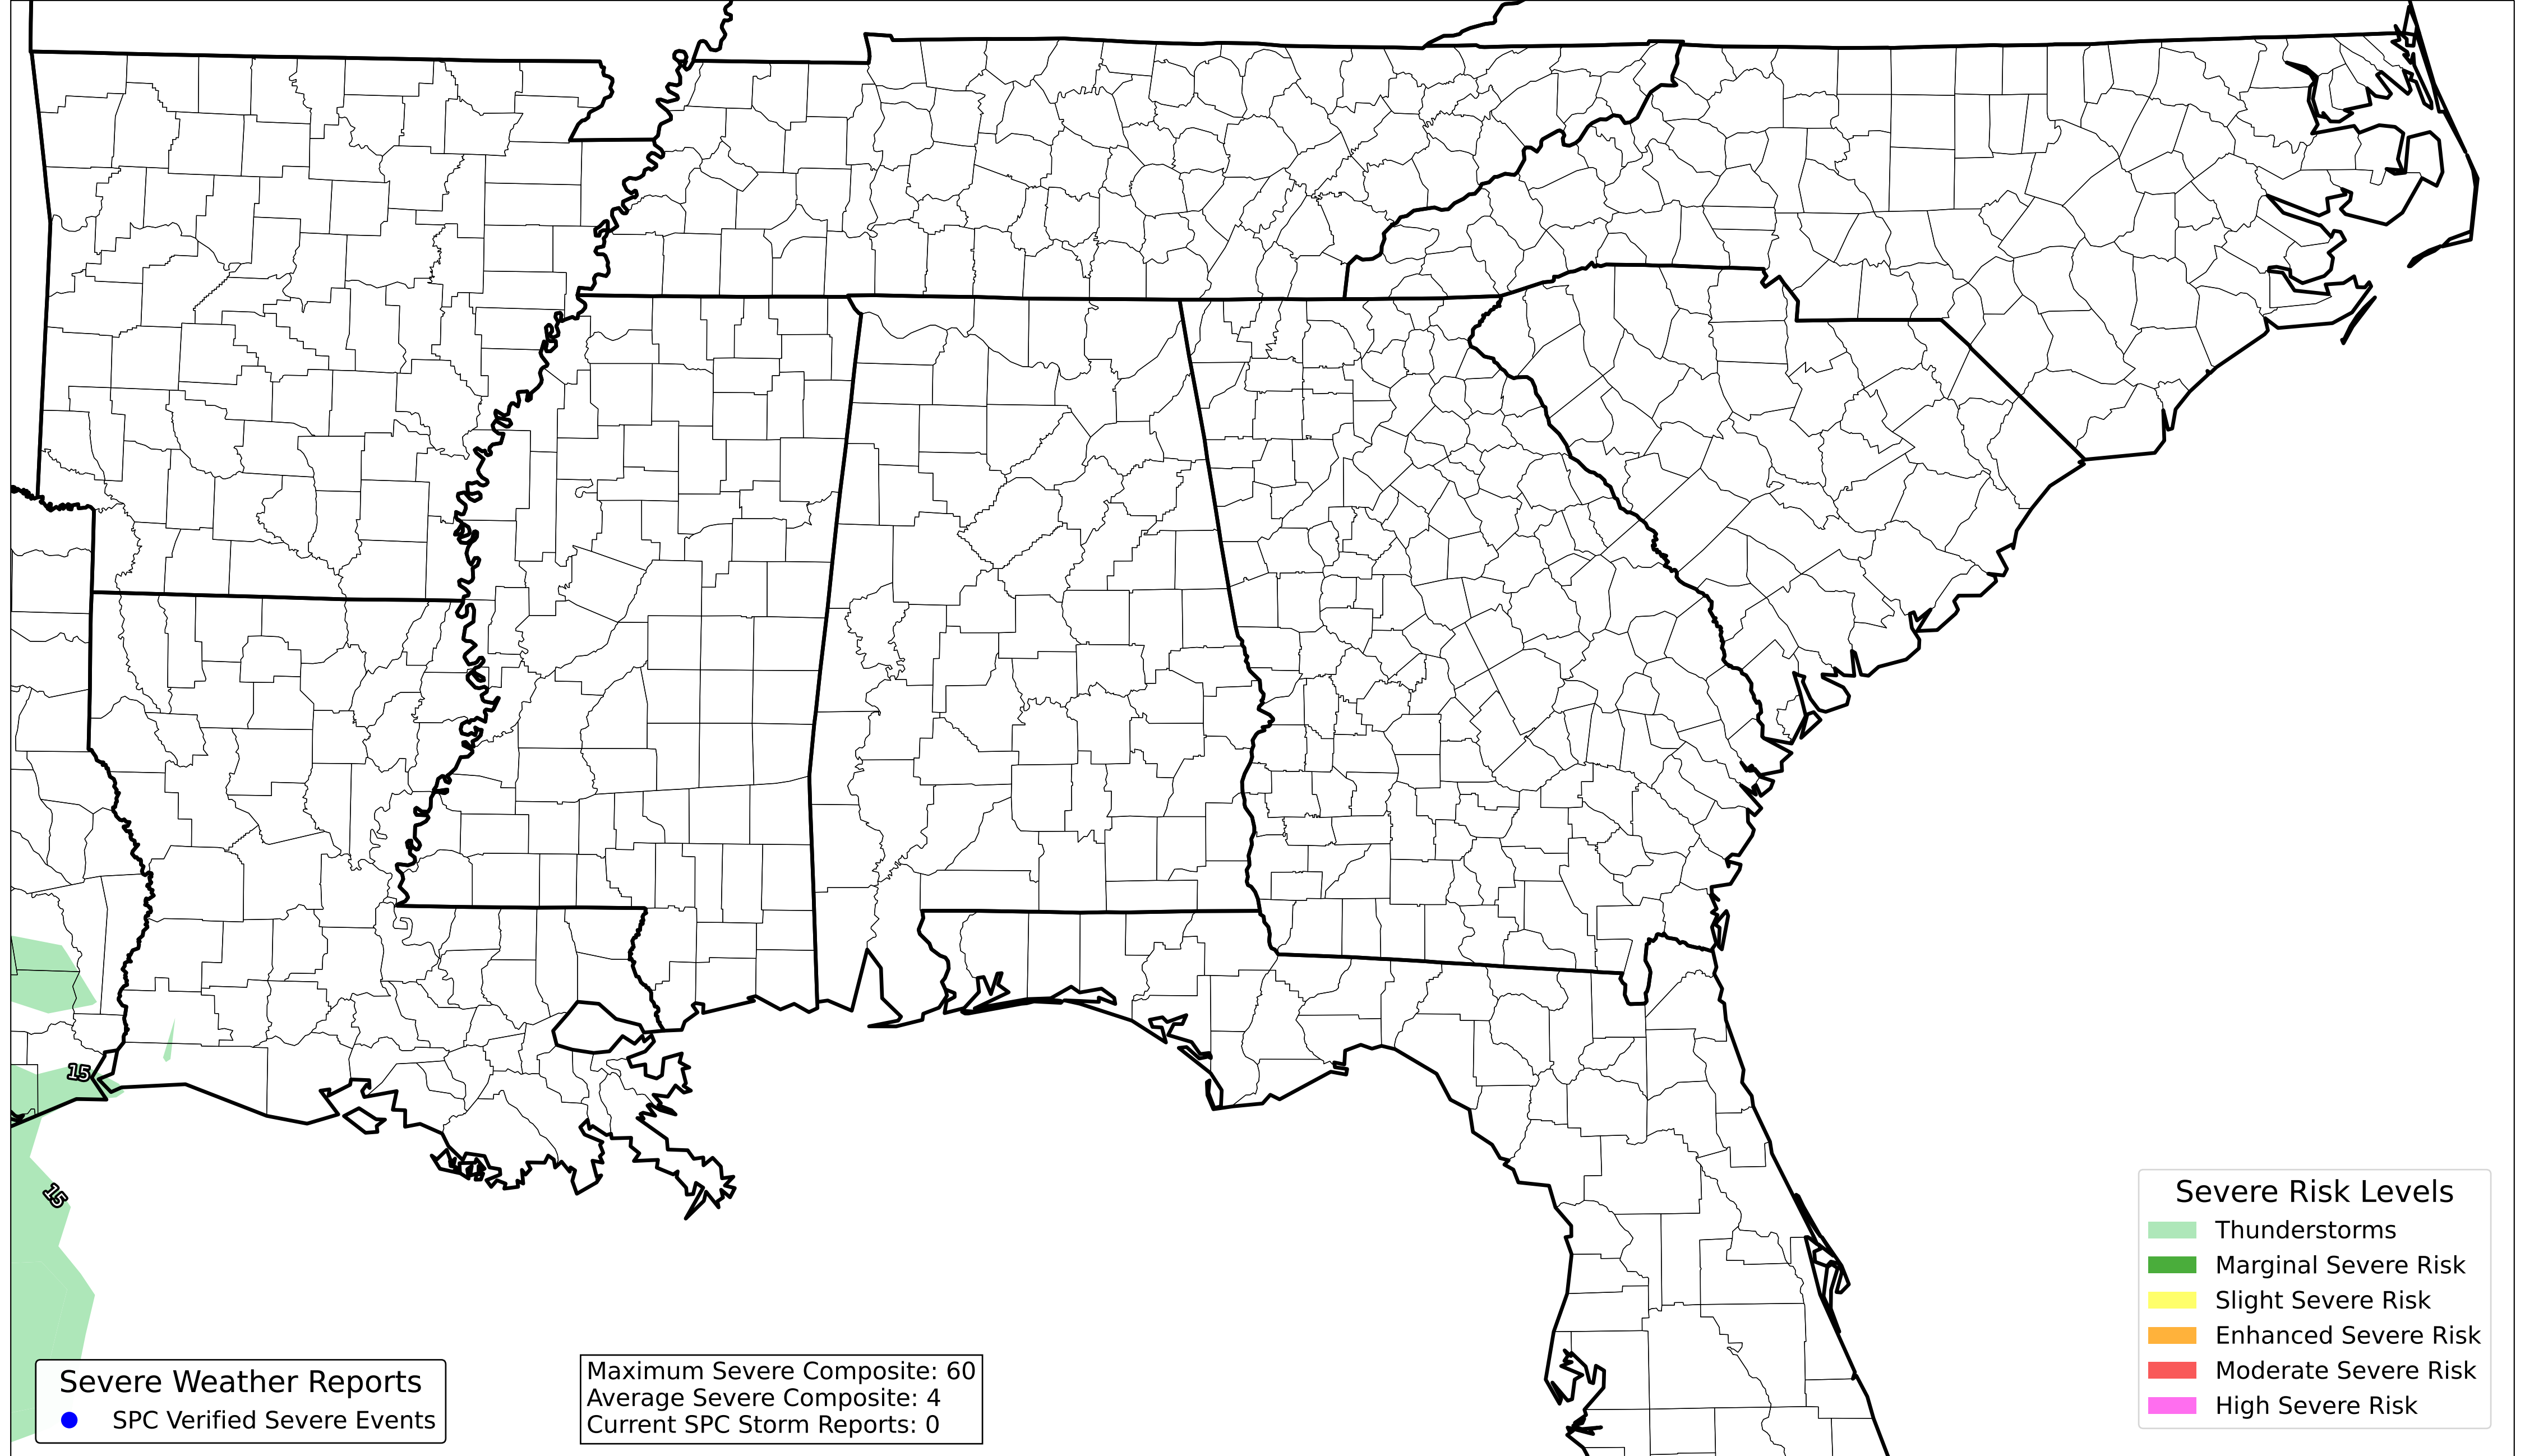 15
15
Severe Weather Reports
SPC Verified Severe Events
Maximum Severe Composite: 60
Average Severe Composite: 4
Current SPC Storm Reports: 0
Severe Risk Levels
Thunderstorms
Marginal Severe Risk
Slight Severe Risk
Enhanced Severe Risk
Moderate Severe Risk
High Severe Risk